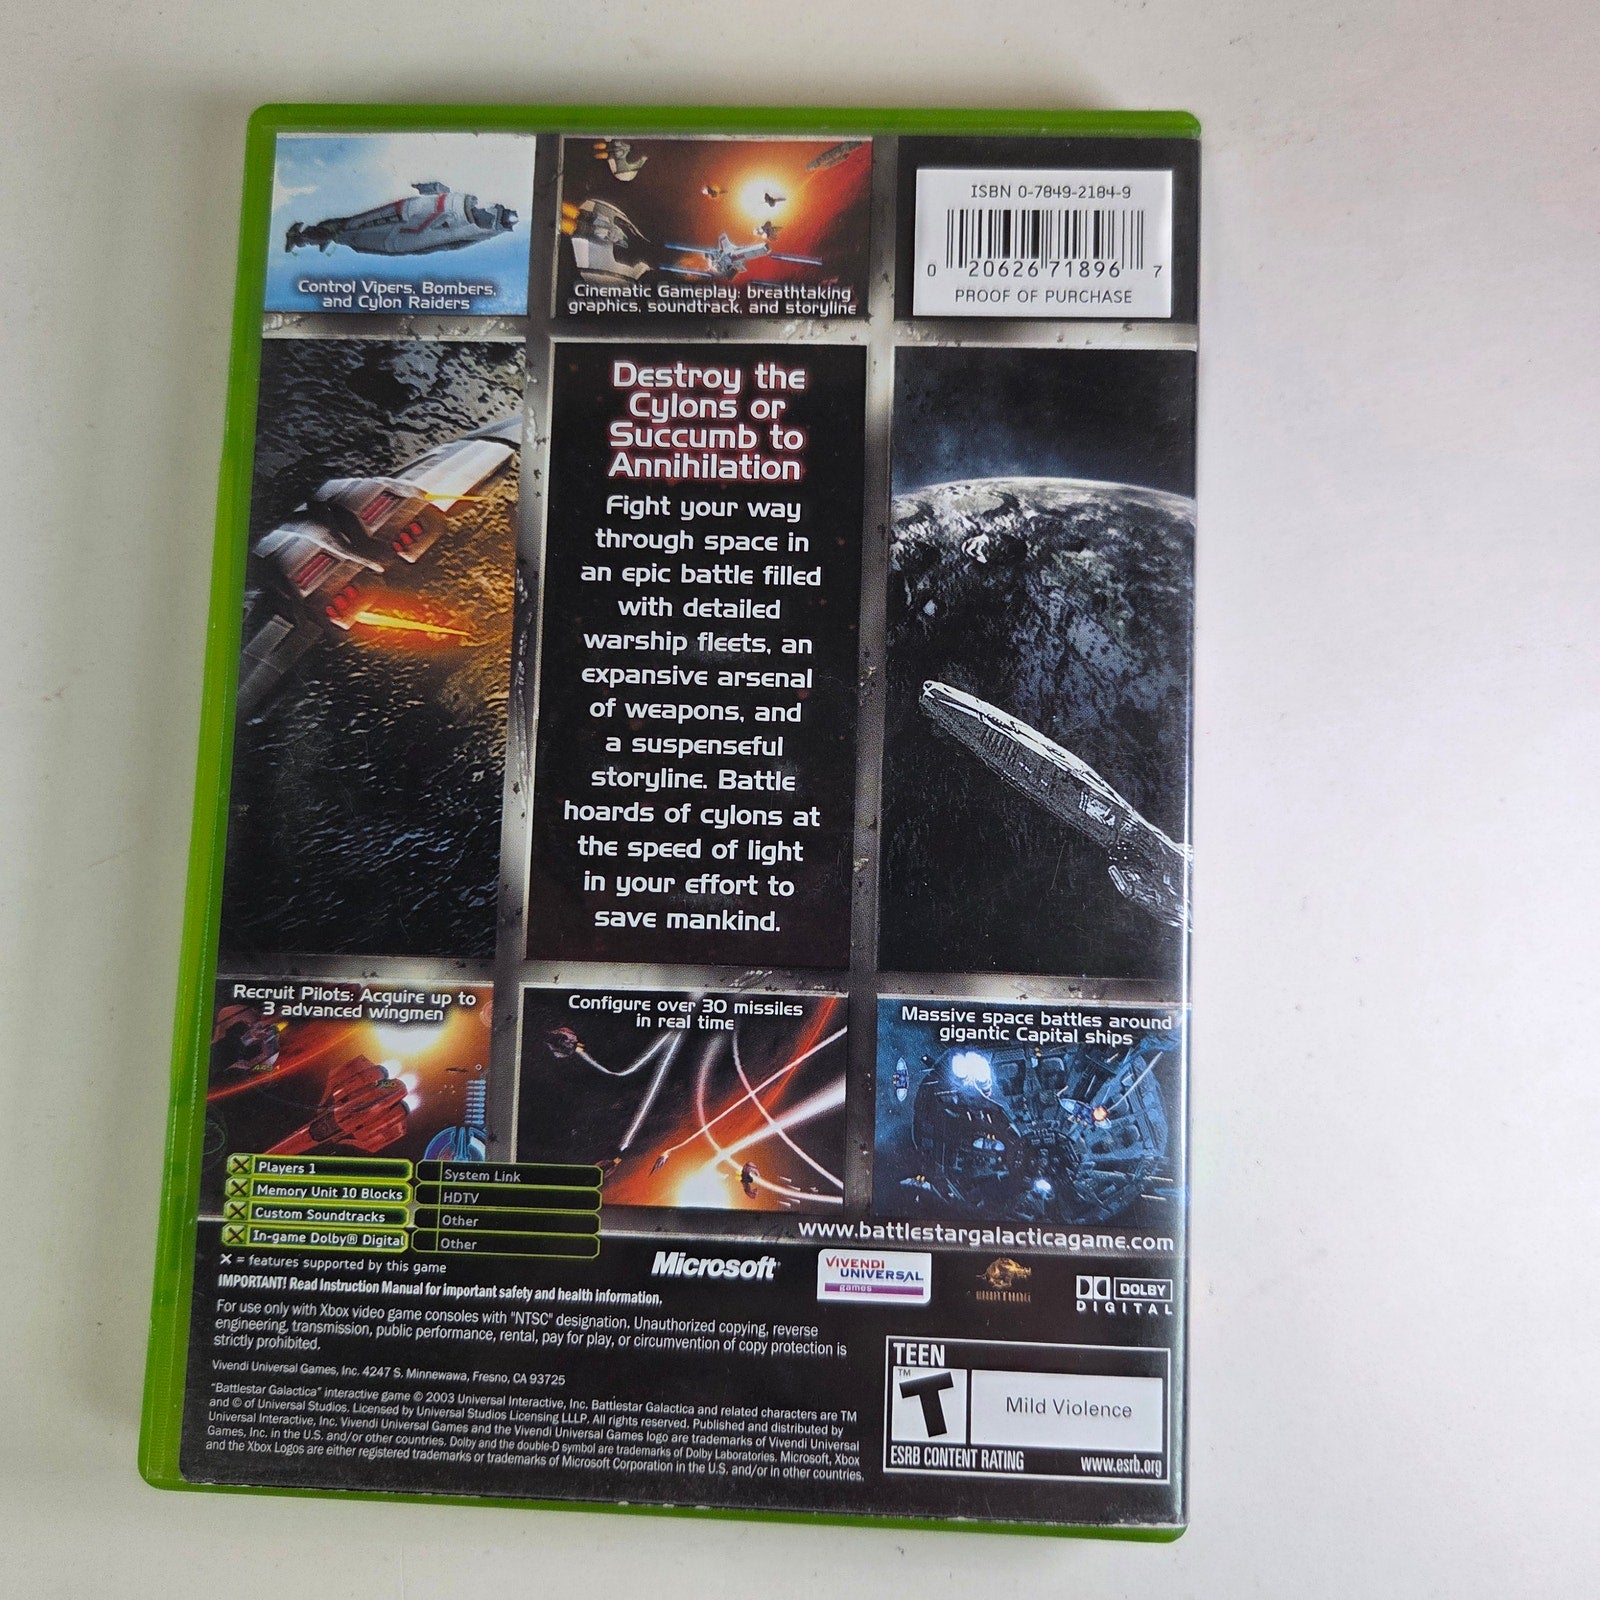 Control Vipers, Bombers,
and Cylon Raiders
Cinematic Gameplay: breathtaking
graphics, soundtrack, and storyline
ISBN 0-7849-2184-9
0 20626 71896 7
PROOF OF PURCHASE
Destroy the
Cylons or
Succumb to
Annihilation
Fight your way
through space in
an epic battle filled
with detailed
warship fleets, an
expansive arsenal
of weapons, and
a suspenseful
storyline. Battle
hoards of cylons at
the speed of light
in your effort to
save mankind.
Recruit Pilots: Acquire up to
3 advanced wingmen
Configure over 30 missiles
in real time
Massive space battles around
gigantic Capital ships
Players 1
Memory Unit 10 Blocks
Custom Soundtracks
In-game Dolby® Digital
System Link
HDTV
Other
Other
X = features supported by this game
www.battlestargalacticagame.com
Microsoft
VIVENDI
UNIVERSAL
games
WARTHOG
DOLBY
DIGITAL
IMPORTANT! Read Instruction Manual for important safety and health information.
For use only with Xbox video game consoles with "NTSC" designation. Unauthorized copying, reverse
engineering, transmission, public performance, rental, pay for play, or circumvention of copy protection is
strictly prohibited.
Vivendi Universal Games, Inc. 4247 S. Minnewawa, Fresno, CA 93725
"Battlestar Galactica" interactive game © 2003 Universal Interactive, Inc. Battlestar Galactica and related characters are TM
and © of Universal Studios. Licensed by Universal Studios Licensing LLLP. All rights reserved. Published and distributed by
Universal Interactive, Inc. Vivendi Universal Games and the Vivendi Universal Games logo are trademarks of Vivendi Universal
Games, Inc. in the U.S. and/or other countries. Dolby and the double-D symbol are trademarks of Dolby Laboratories. Microsoft, Xbox
and the Xbox Logos are either registered trademarks or trademarks of Microsoft Corporation in the U.S. and/or in other countries.
TEEN
TM
T
Mild Violence
ESRB CONTENT RATING
www.esrb.org